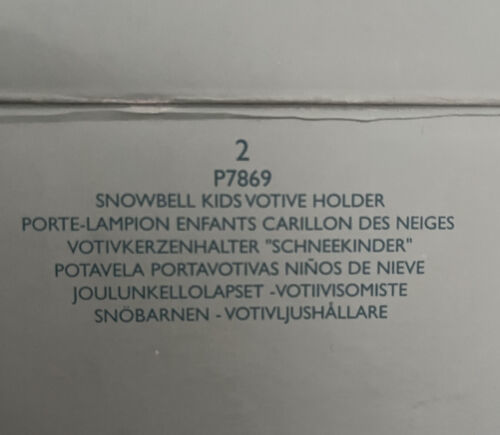 2
P7869
SNOWBELL KIDS VOTIVE HOLDER
PORTE-LAMPION ENFANTS CARILLON DES NEIGES
VOTIVKERZENHALTER "SCHNEEKINDER"
POTAVELA PORTAVOTIVAS NIÑOS DE NIEVE
JOULUNKELLOLAPSET -VOTIIVISOMISTE
SNÖBARNEN - VOTIVLJUSHÅLLARE